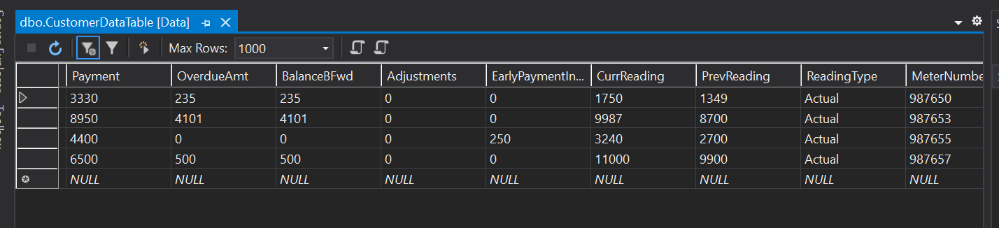 dbo.CustomerDataTable [Data]
Max Rows: 1000
Payment OverdueAmt BalanceBFwd Adjustments EarlyPaymentIn... CurrReading PrevReading ReadingType MeterNumbe
3330 235 235 0 0 1750 1349 Actual 987650
8950 4101 4101 0 0 9987 8700 Actual 987653
4400 0 0 0 250 3240 2700 Actual 987655
6500 500 500 0 0 11000 9900 Actual 987657
NULL NULL NULL NULL NULL NULL NULL NULL NULL